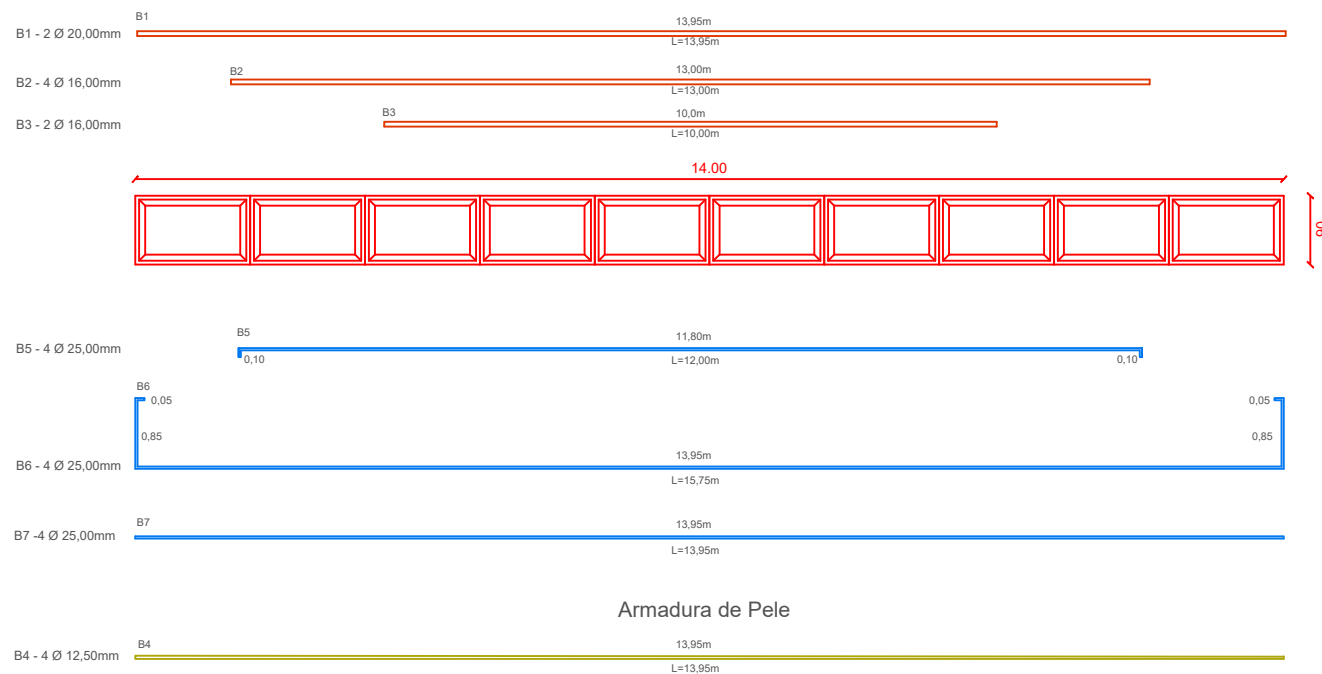 B1
B1 - 2 Ø 20,00mm
13,95m
L=13,95m
B2
B2 - 4 Ø 16,00mm
13,00m
L=13,00m
B3
B3 - 2 Ø 16,00mm
10,0m
L=10,00m
14.00
90
B5
B5 - 4 Ø 25,00mm
11,80m
0,10
L=12,00m
0,10
B6
0,05
0,05
0,85
0,85
B6 - 4 Ø 25,00mm
13,95m
L=15,75m
B7
B7 -4 Ø 25,00mm
13,95m
L=13,95m
Armadura de Pele
B4
B4 - 4 Ø 12,50mm
13,95m
L=13,95m